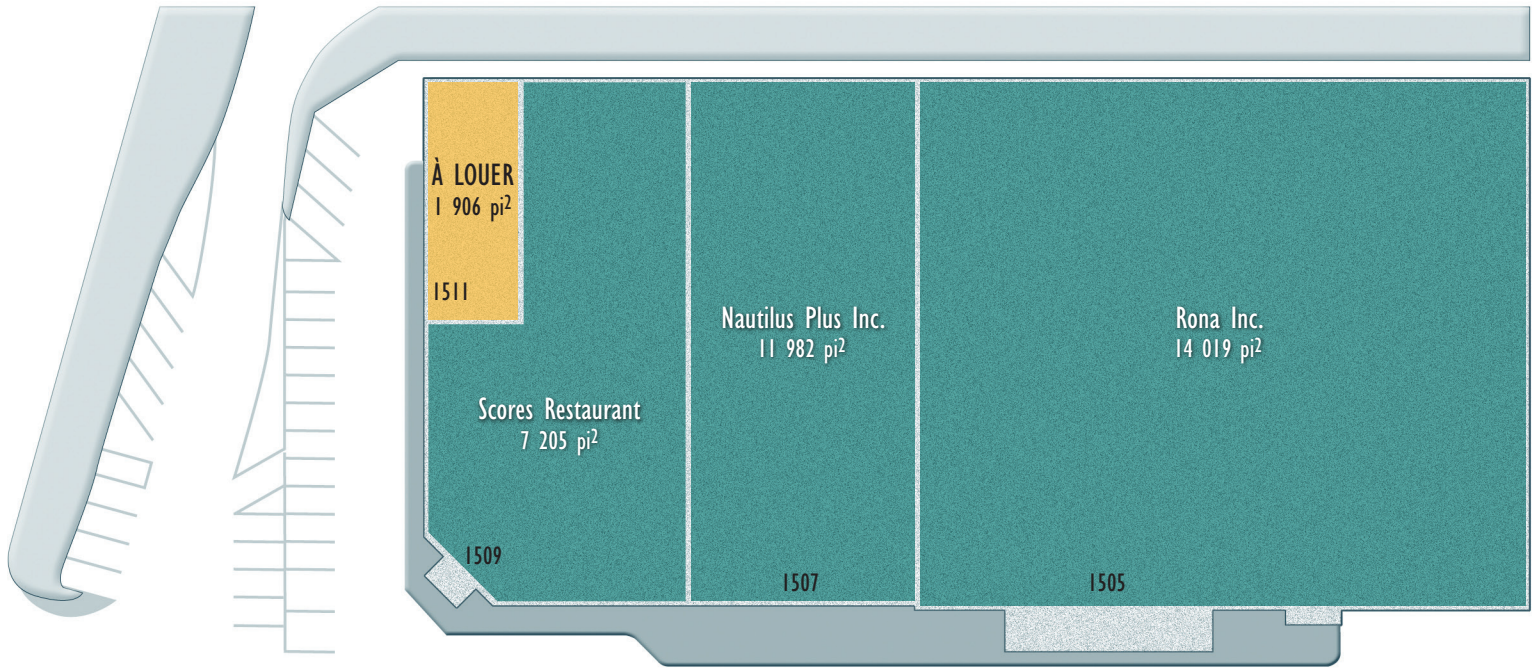 À LOUER
1 906 pi²
1511
Scores Restaurant
7 205 pi²
1509
Nautilus Plus Inc.
11 982 pi²
1507
Rona Inc.
14 019 pi²
1505